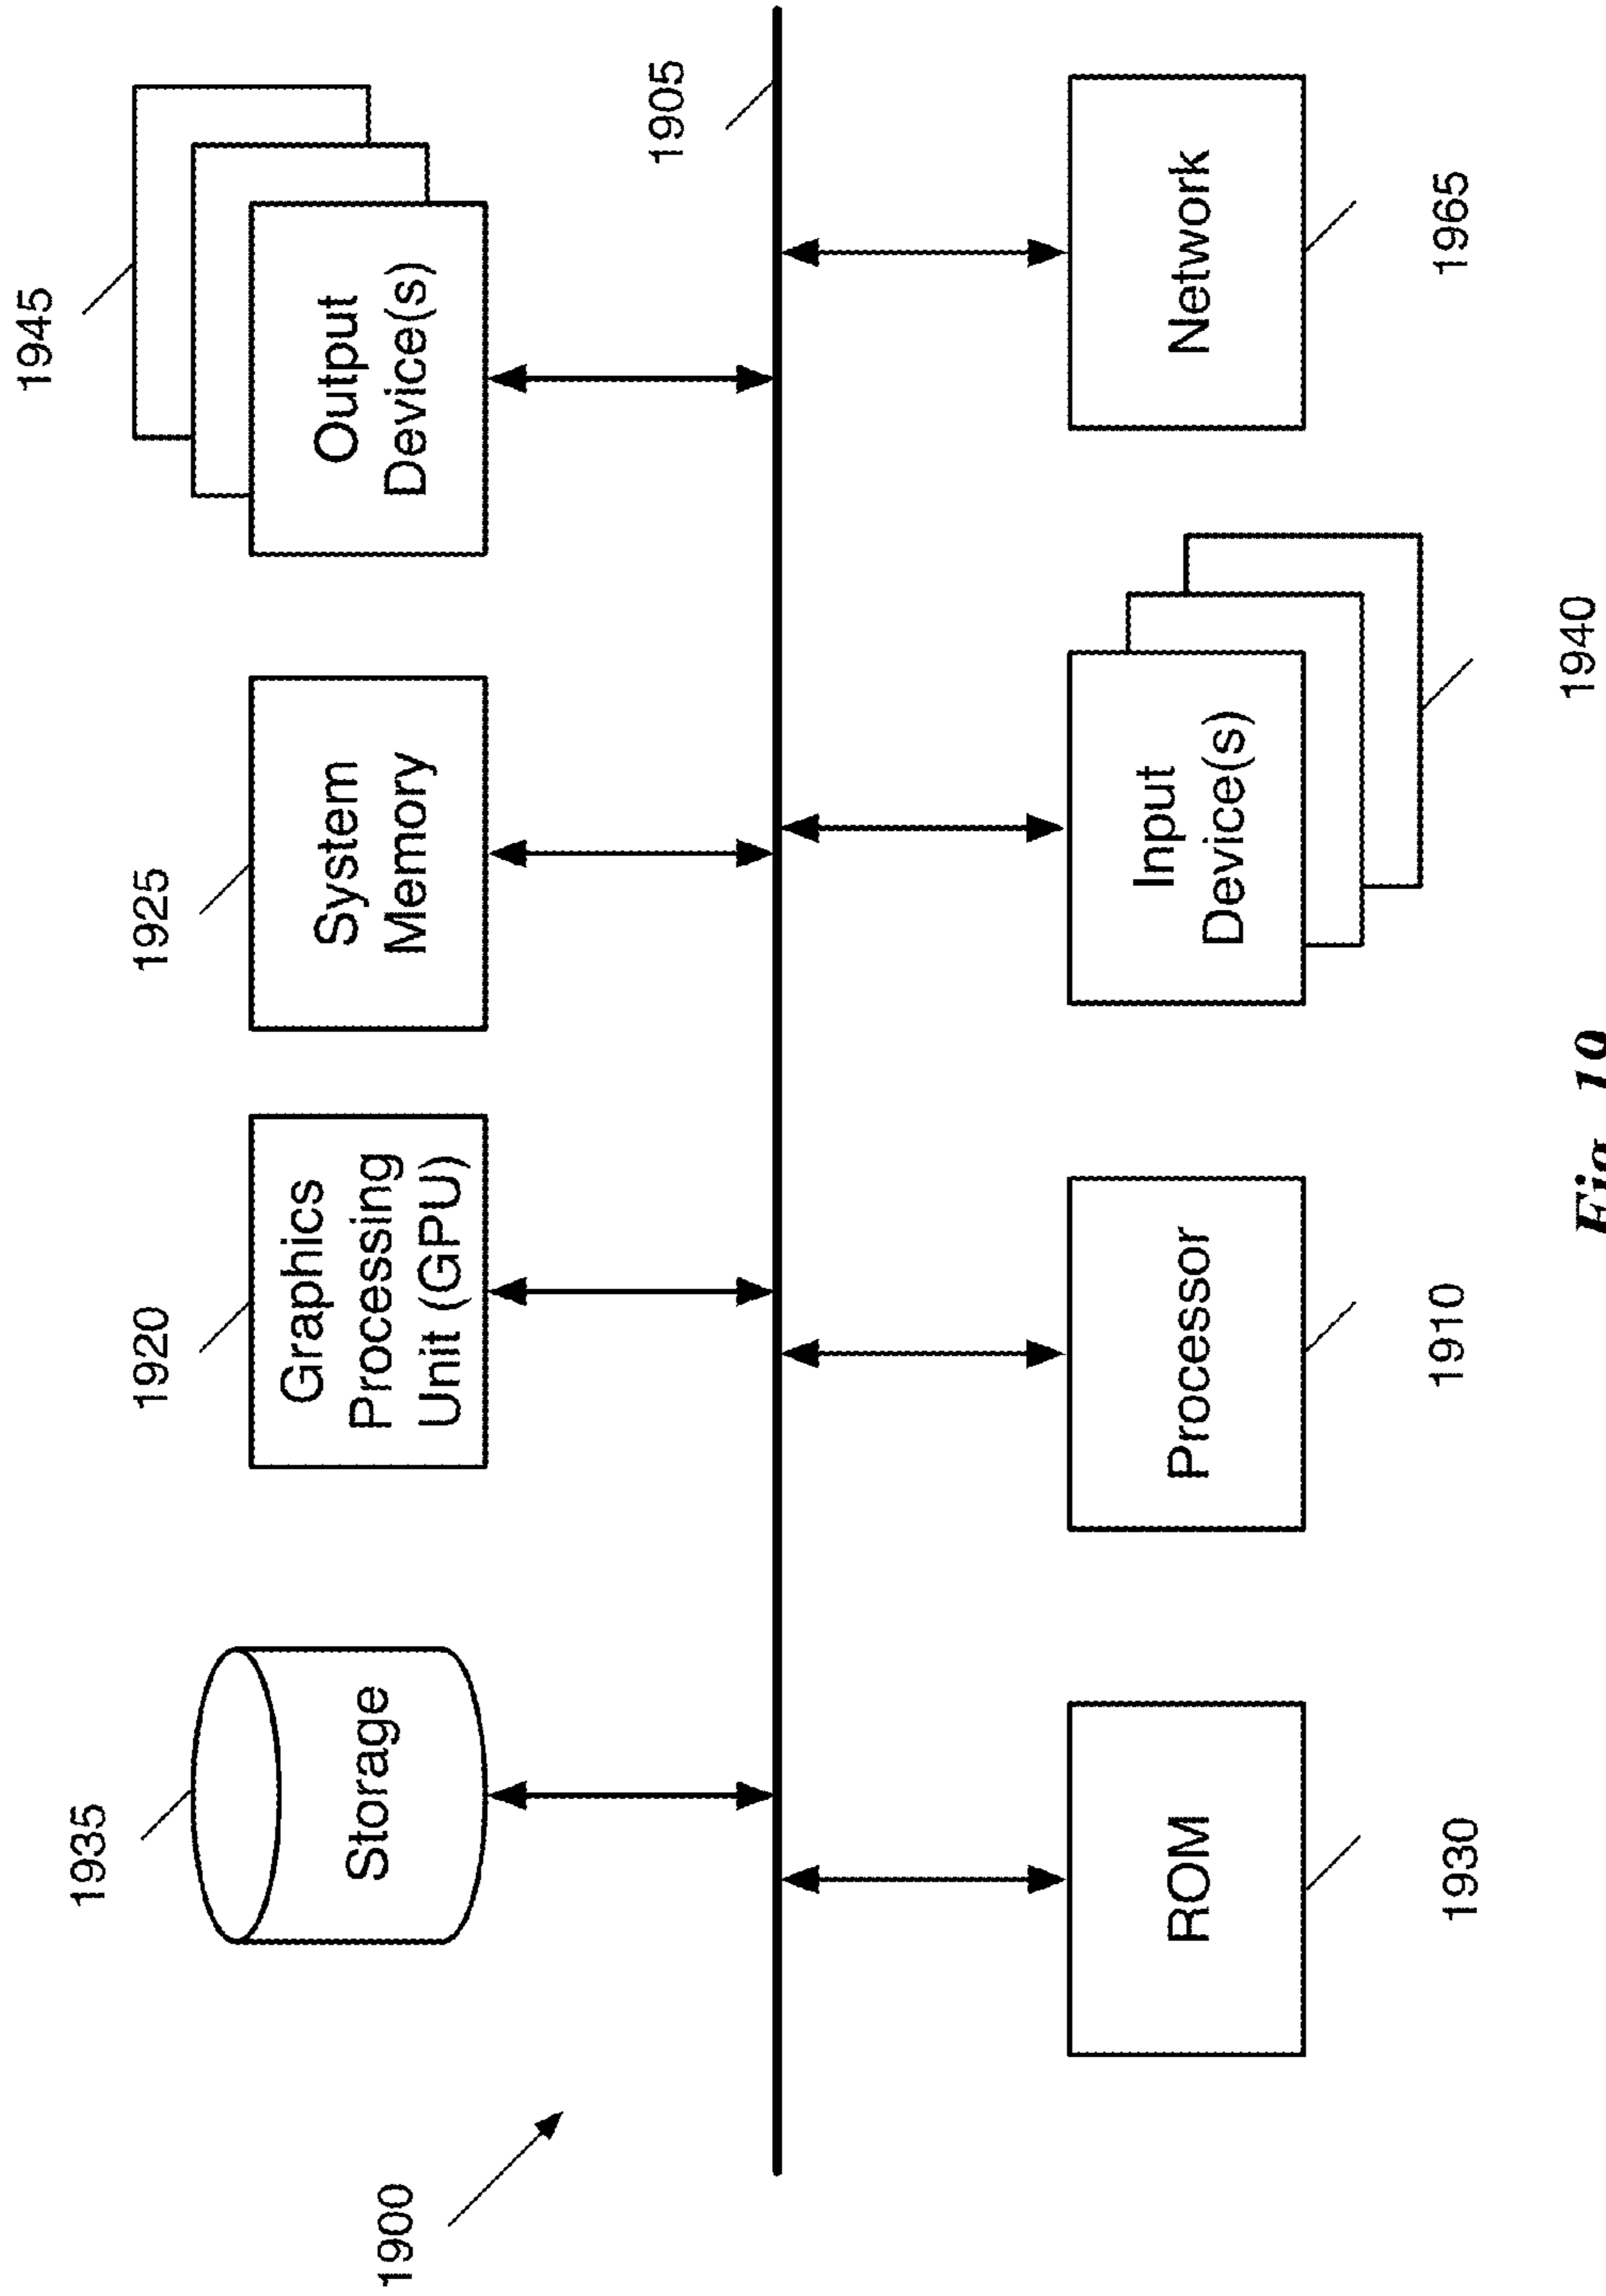 1945
1935
1920
1925
Output
Device(s)
Storage
Graphics
Processing
Unit (GPU)
System
Memory
1900
1905
ROM
Processor
Input
Device(s)
Network
1930
1910
1940
1965
Fig. 19